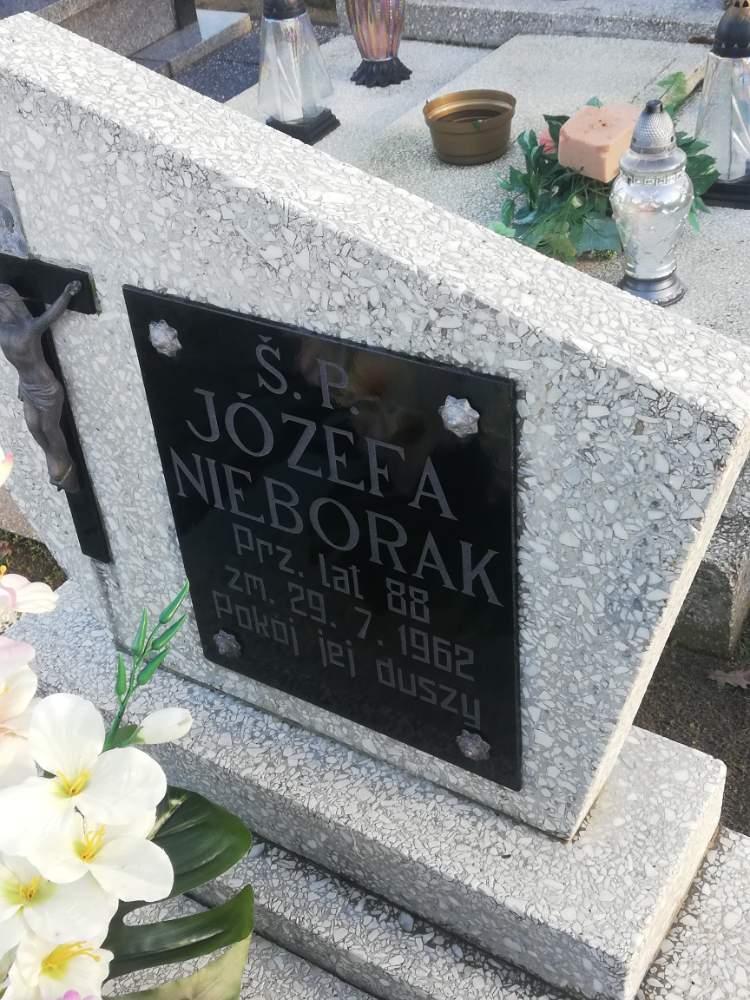 Ś. P.
JÓZEFA
NIEBORAK
prz. lat 88
zm. 29. 7. 1962
pokój jej duszy